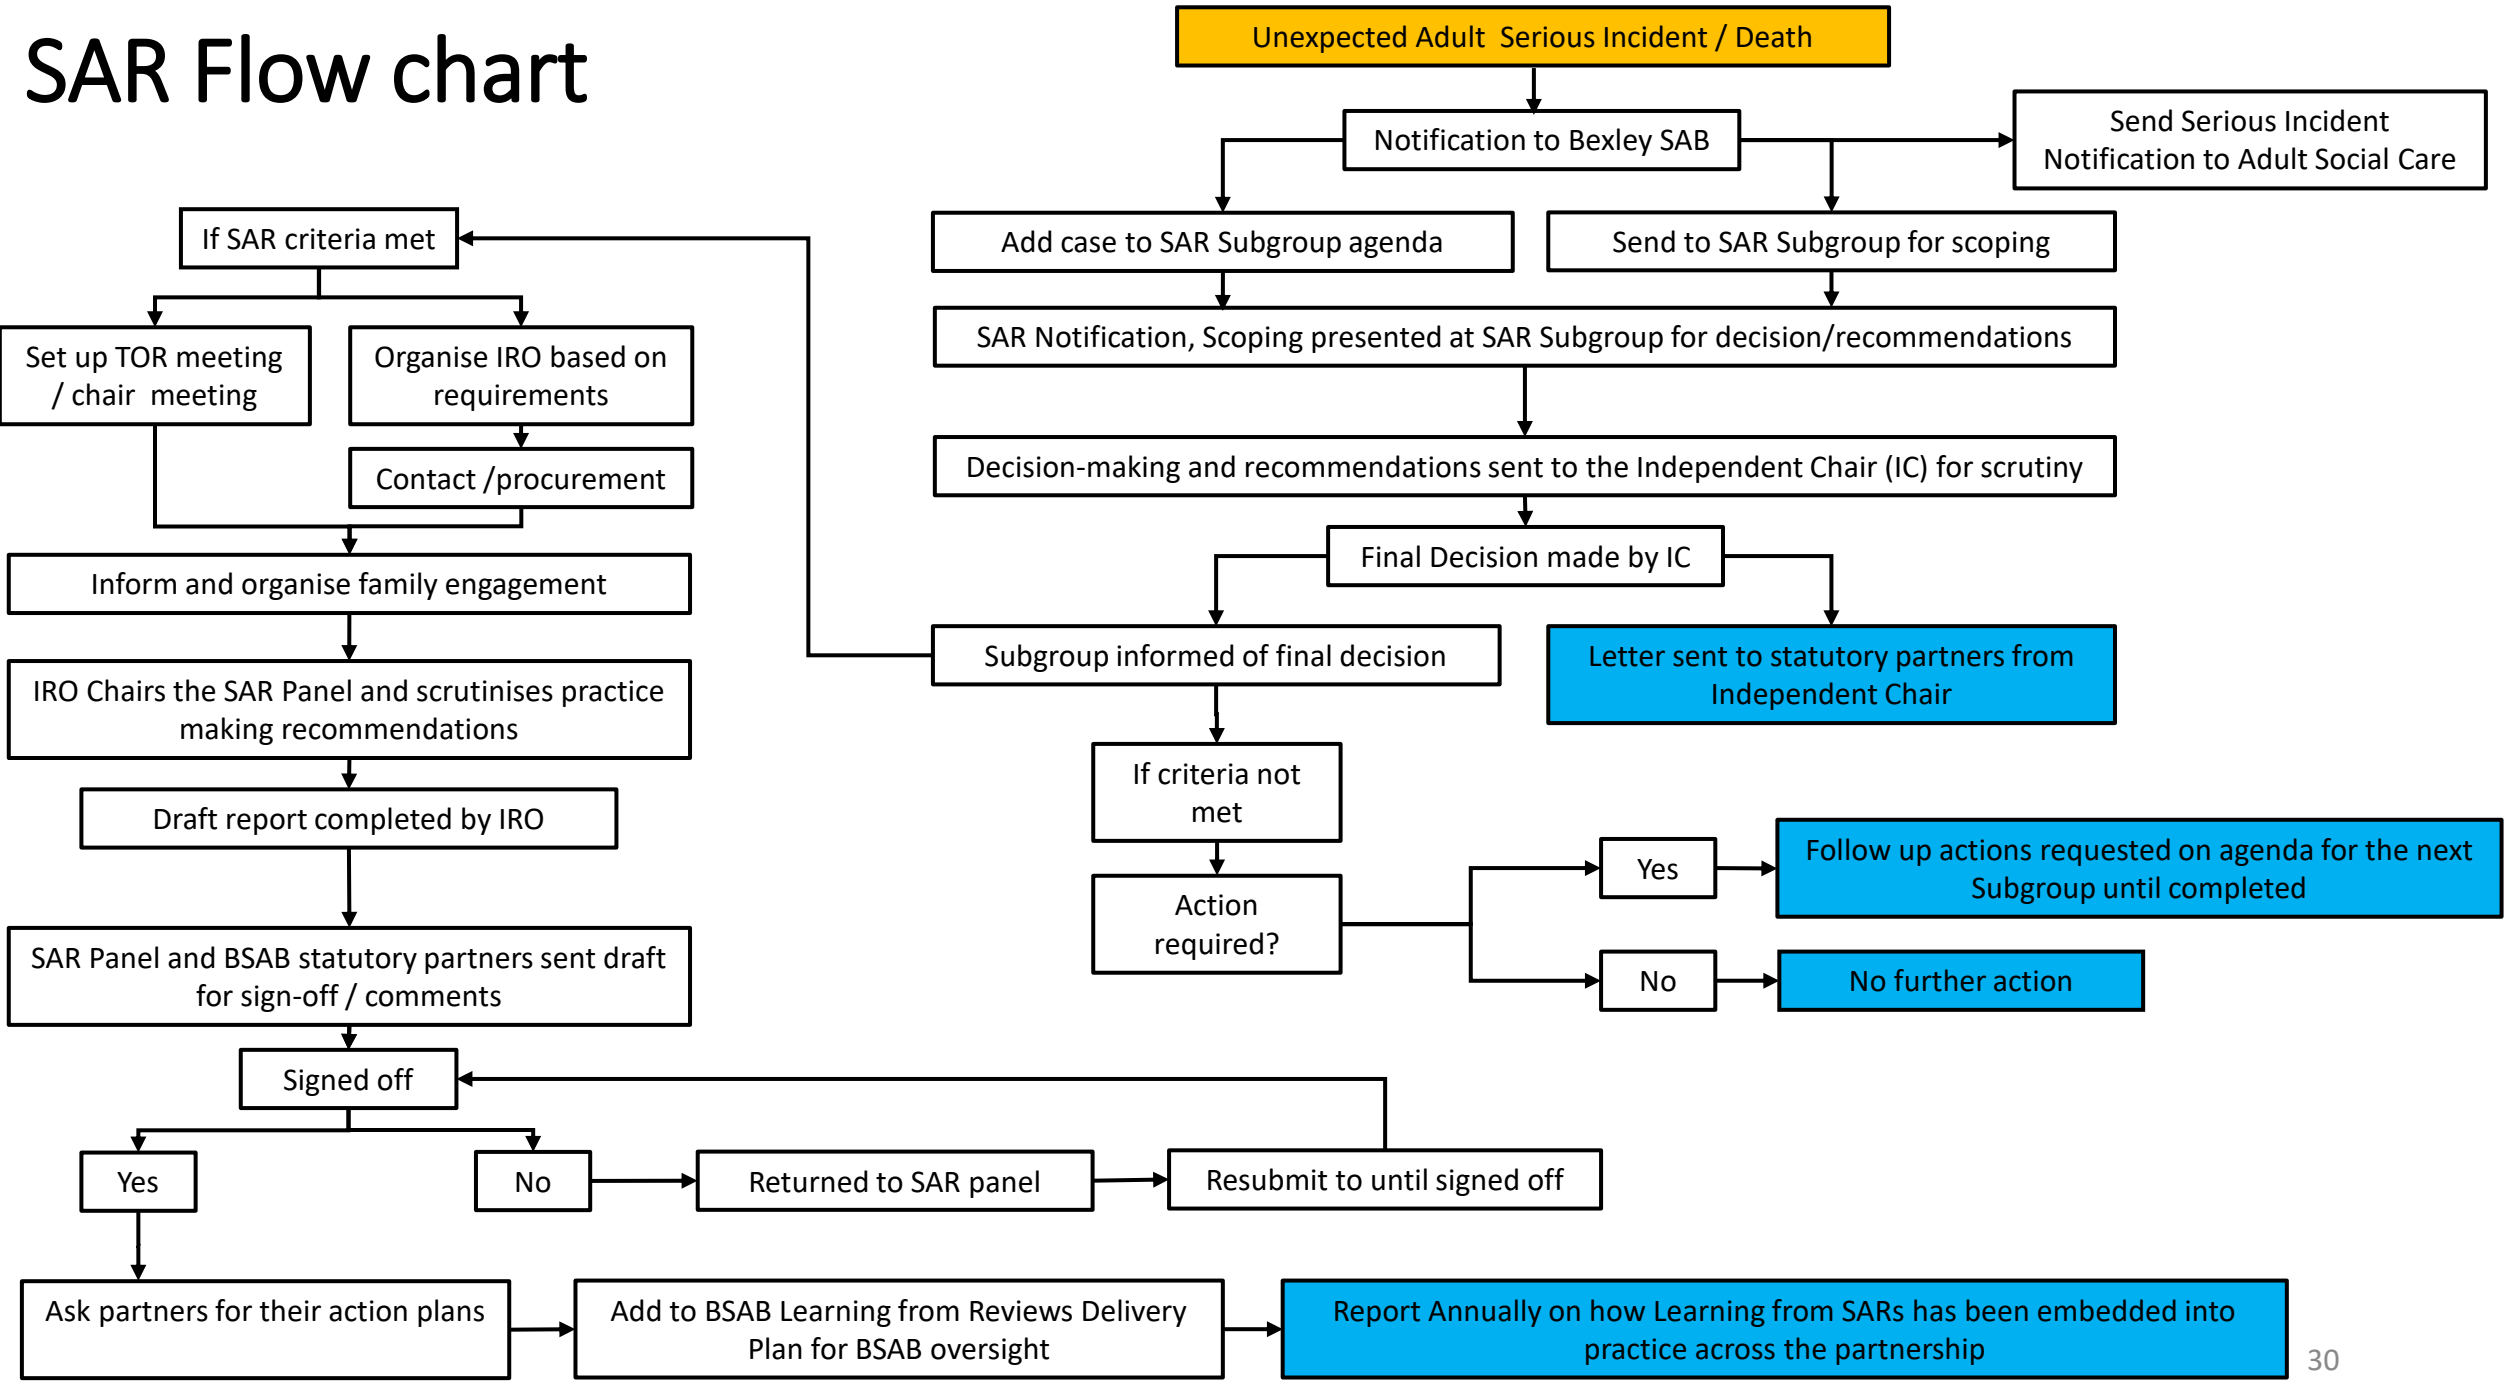 SAR Flow chart
Unexpected Adult Serious Incident / Death
Notification to Bexley SAB
Send Serious Incident
Notification to Adult Social Care
Add case to SAR Subgroup agenda
Send to SAR Subgroup for scoping
SAR Notification, Scoping presented at SAR Subgroup for decision/recommendations
Decision-making and recommendations sent to the Independent Chair (IC) for scrutiny
Final Decision made by IC
Subgroup informed of final decision
Letter sent to statutory partners from
Independent Chair
If criteria not
met
Action
required?
Yes
Follow up actions requested on agenda for the next
Subgroup until completed
No
No further action
If SAR criteria met
Set up TOR meeting
/ chair meeting
Organise IRO based on
requirements
Contact /procurement
Inform and organise family engagement
IRO Chairs the SAR Panel and scrutinises practice
making recommendations
Draft report completed by IRO
SAR Panel and BSAB statutory partners sent draft
for sign-off / comments
Signed off
Yes
No
Returned to SAR panel
Resubmit to until signed off
Ask partners for their action plans
Add to BSAB Learning from Reviews Delivery
Plan for BSAB oversight
Report Annually on how Learning from SARs has been embedded into
practice across the partnership
30